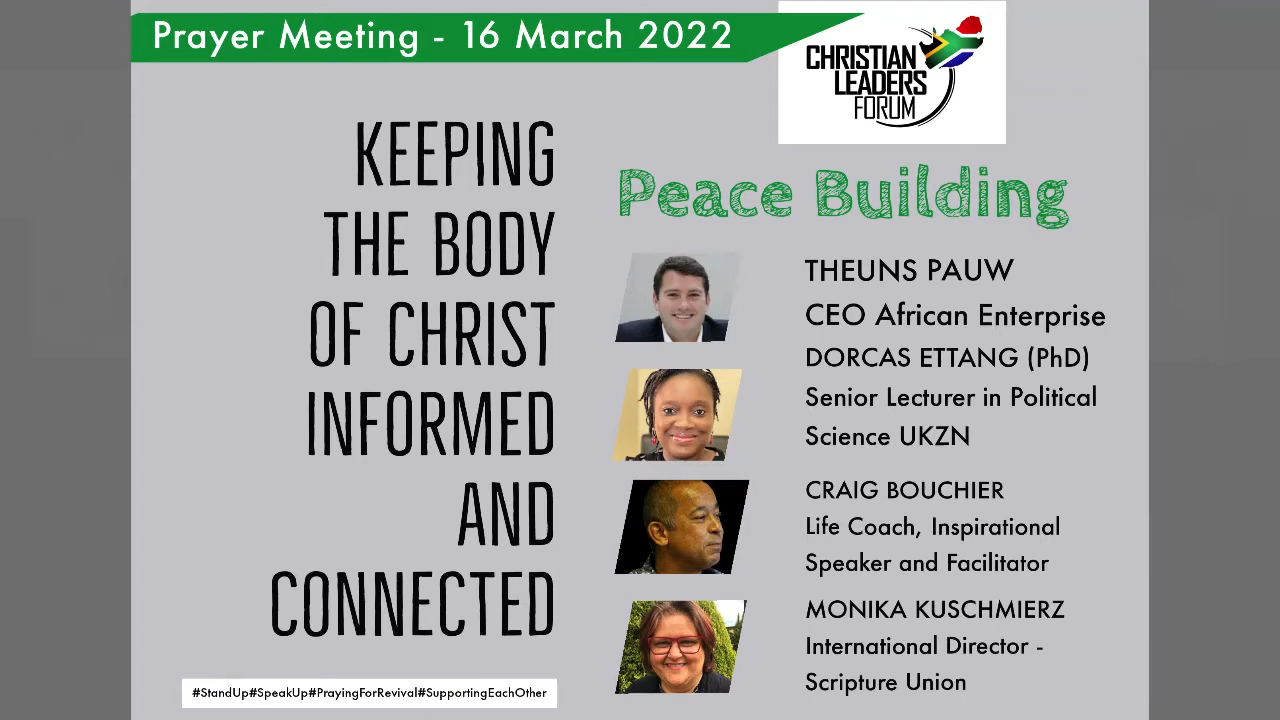 Prayer Meeting - 16 March 2022
CHRISTIAN
LEADERS
FORUM
KEEPING
THE BODY
OF CHRIST
INFORMED
AND
CONNECTED
#StandUp#SpeakUp#PrayingForRevival#SupportingEachOther
Peace Building
THEUNS PAUW
CEO African Enterprise
DORCAS ETTANG (PhD)
Senior Lecturer in Political
Science UKZN
CRAIG BOUCHIER
Life Coach, Inspirational
Speaker and Facilitator
MONIKA KUSCHMIERZ
International Director -
Scripture Union